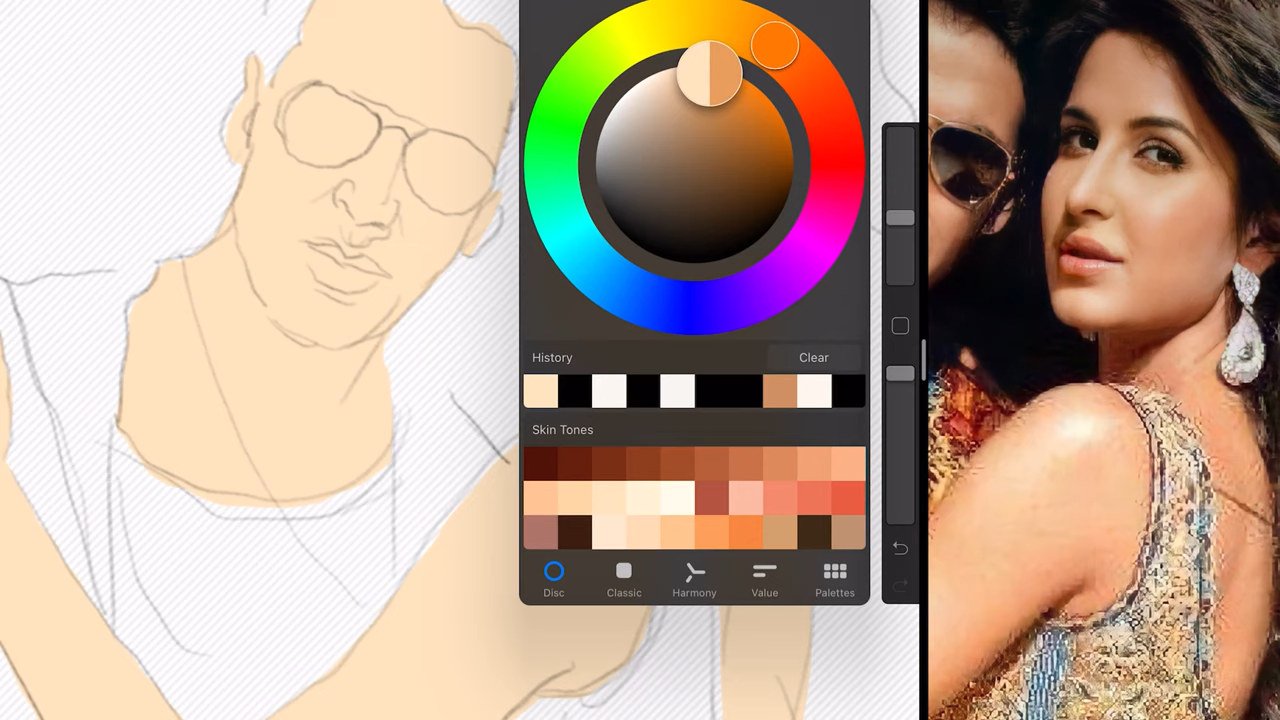 History
Clear
Skin Tones
Disc
Classic
Harmony
Value
Palettes